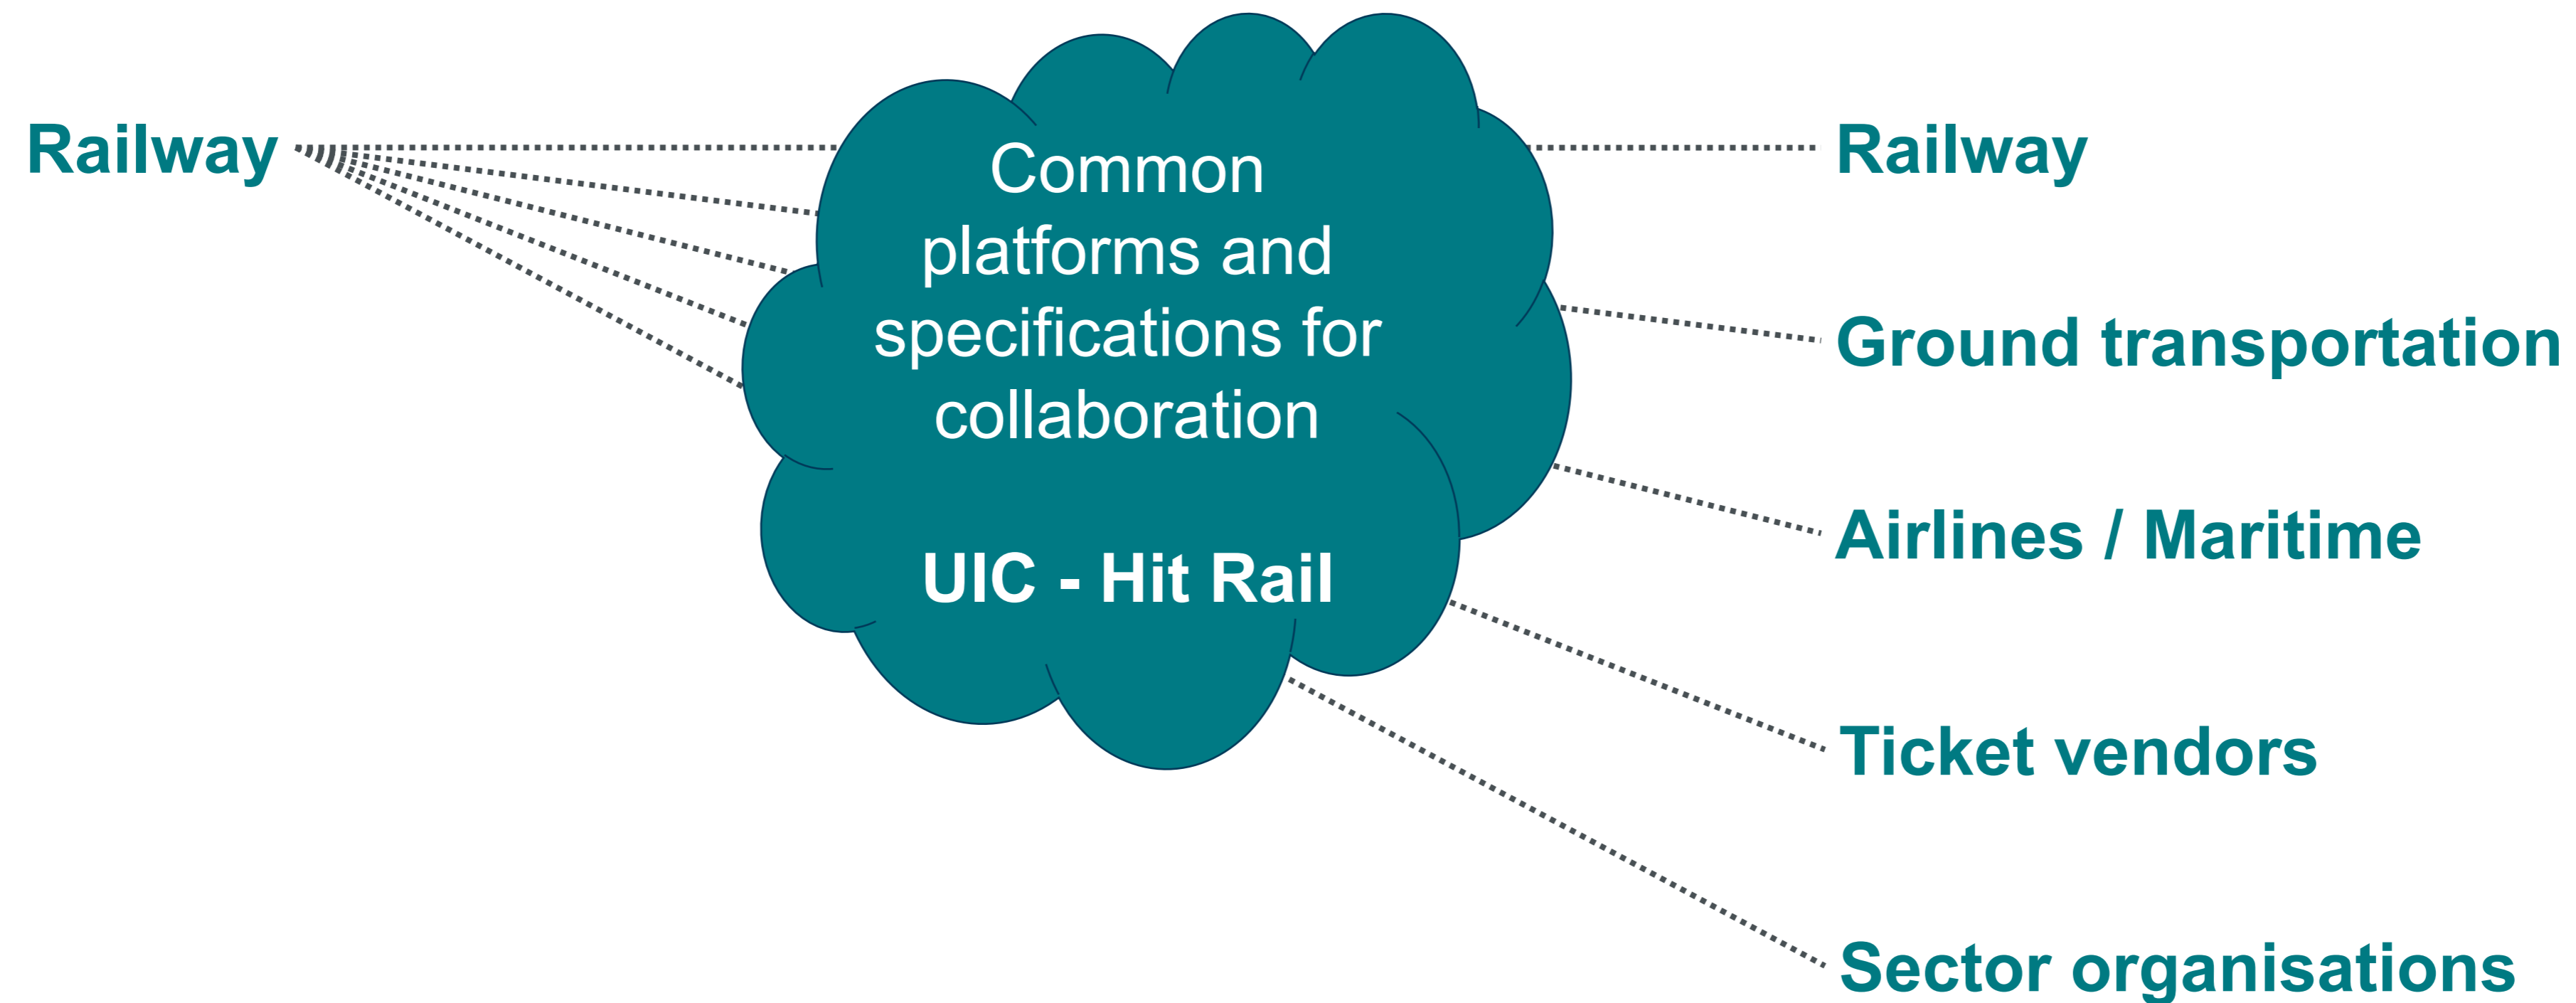 Railway
Common
platforms and
specifications for
collaboration
UIC - Hit Rail
Railway
Ground transportation
Airlines / Maritime
Ticket vendors
Sector organisations